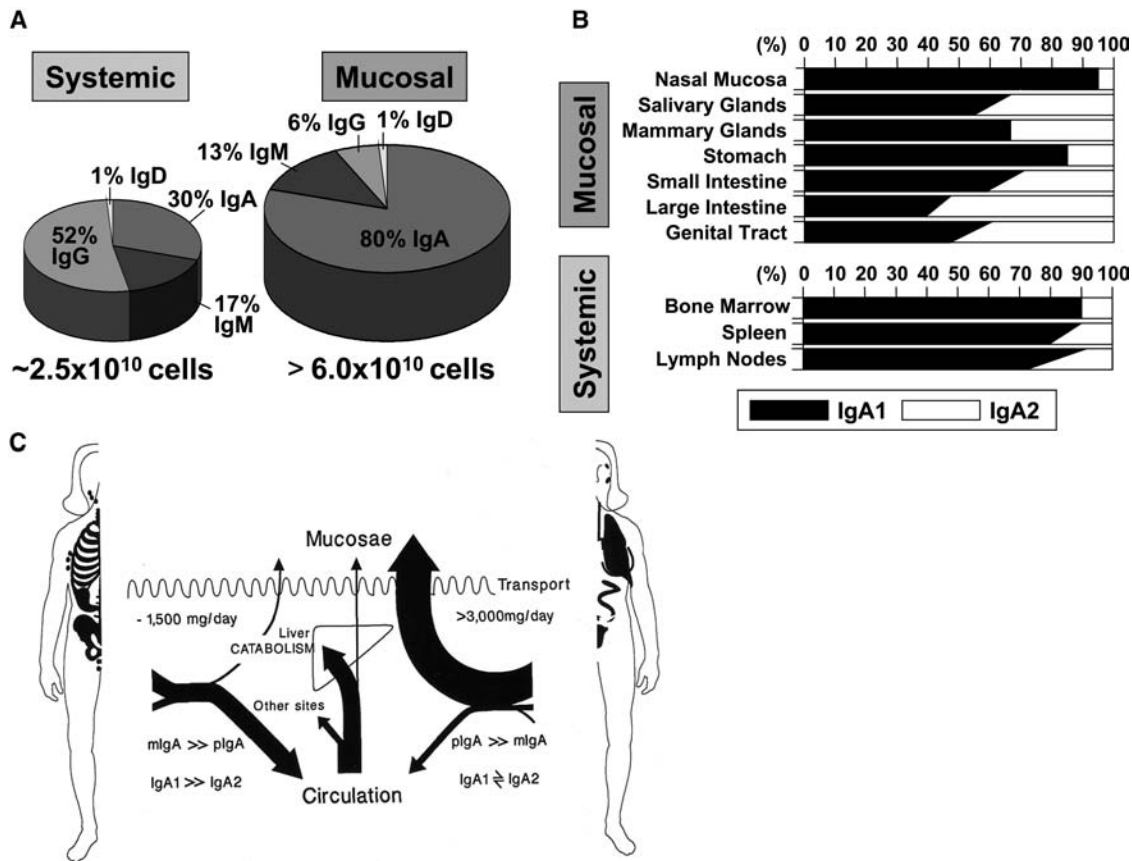 A
Systemic
Mucosal
6% IgG
1% IgD
13% IgM
1% IgD
30% IgA
52%
IgG
80% IgA
17%
IgM
~2.5x10¹⁰ cells
> 6.0x10¹⁰ cells
B
(%) 0 10 20 30 40 50 60 70 80 90 100
Mucosal
Nasal Mucosa
Salivary Glands
Mammary Glands
Stomach
Small Intestine
Large Intestine
Genital Tract
(%) 0 10 20 30 40 50 60 70 80 90 100
Systemic
Bone Marrow
Spleen
Lymph Nodes
IgA1 IgA2
C
Mucosae
Transport
- 1,500 mg/day
>3,000mg/day
Liver
CATABOLISM
Other sites
mIgA >> pIgA
pIgA >> mIgA
IgA1 >> IgA2
IgA1 ⇌ IgA2
Circulation